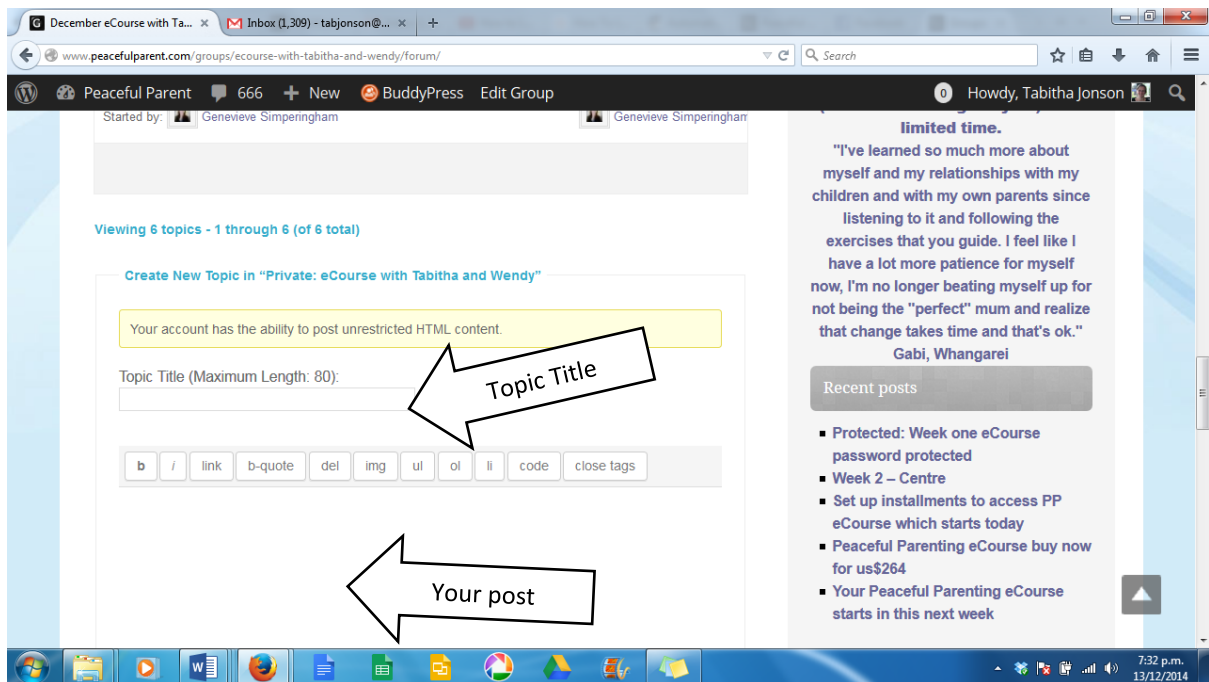 December eCourse with Ta... ×
Inbox (1,309) - tabjonson@... ×
www.peacefulparent.com/groups/ecourse-with-tabitha-and-wendy/forum/
Search
Peaceful Parent 666 + New BuddyPress Edit Group
0 Howdy, Tabitha Jonson
Started by: Genevieve Simperingham
Genevieve Simperingham
Viewing 6 topics - 1 through 6 (of 6 total)
Create New Topic in “Private: eCourse with Tabitha and Wendy”
Your account has the ability to post unrestricted HTML content.
Topic Title (Maximum Length: 80):
Topic Title
b i link b-quote del img ul ol li code close tags
Your post
limited time.
"I've learned so much more about
myself and my relationships with my
children and with my own parents since
listening to it and following the
exercises that you guide. I feel like I
have a lot more patience for myself
now, I'm no longer beating myself up for
not being the "perfect" mum and realize
that change takes time and that's ok."
Gabi, Whangarei
Recent posts
Protected: Week one eCourse
password protected
Week 2 – Centre
Set up installments to access PP
eCourse which starts today
Peaceful Parenting eCourse buy now
for us$264
Your Peaceful Parenting eCourse
starts in this next week
7:32 p.m.
13/12/2014